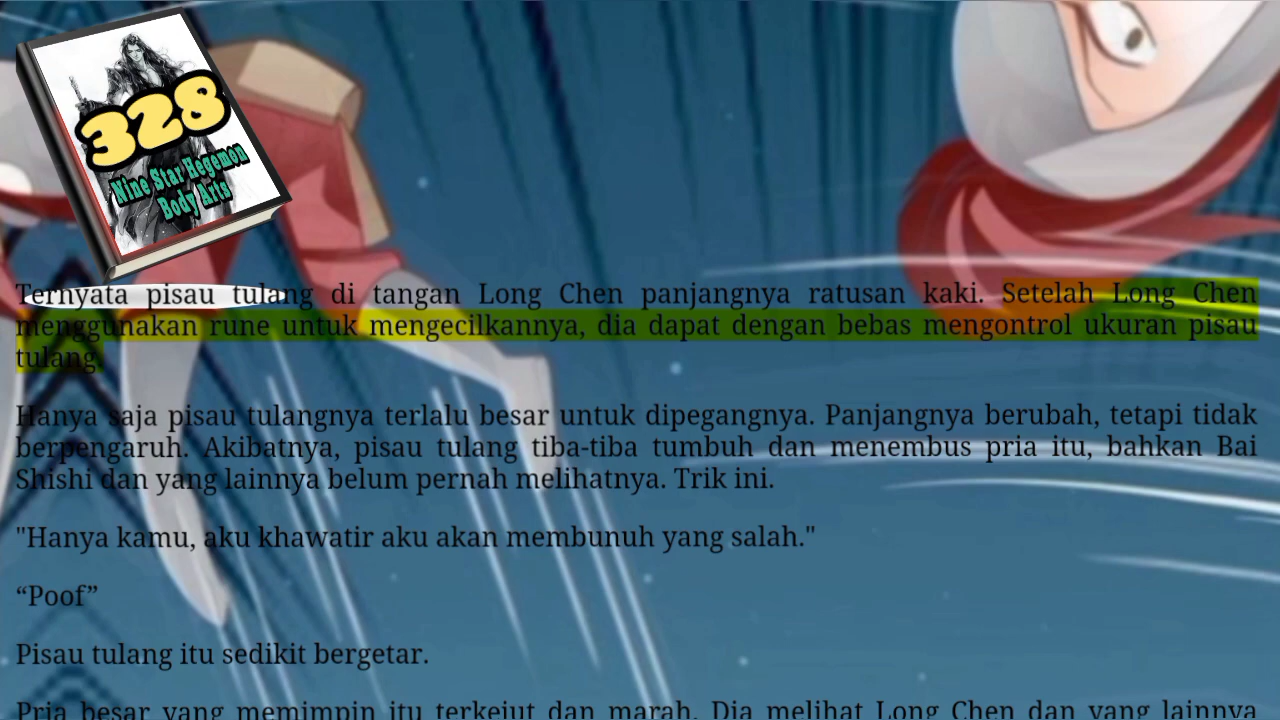 328
Nine Star Hegemon
Body Arts
Ternyata pisau tulang di tangan Long Chen panjangnya ratusan kaki. Setelah Long Chen
menggunakan rune untuk mengecilkannya, dia dapat dengan bebas mengontrol ukuran pisau
tulang.
Hanya saja pisau tulangnya terlalu besar untuk dipegangnya. Panjangnya berubah, tetapi tidak
berpengaruh. Akibatnya, pisau tulang tiba-tiba tumbuh dan menembus pria itu, bahkan Bai
Shishi dan yang lainnya belum pernah melihatnya. Trik ini.
"Hanya kamu, aku khawatir aku akan membunuh yang salah."
“Poof”
Pisau tulang itu sedikit bergetar.
Pria besar yang memimpin itu terkejut dan marah. Dia melihat Long Chen dan yang lainnya